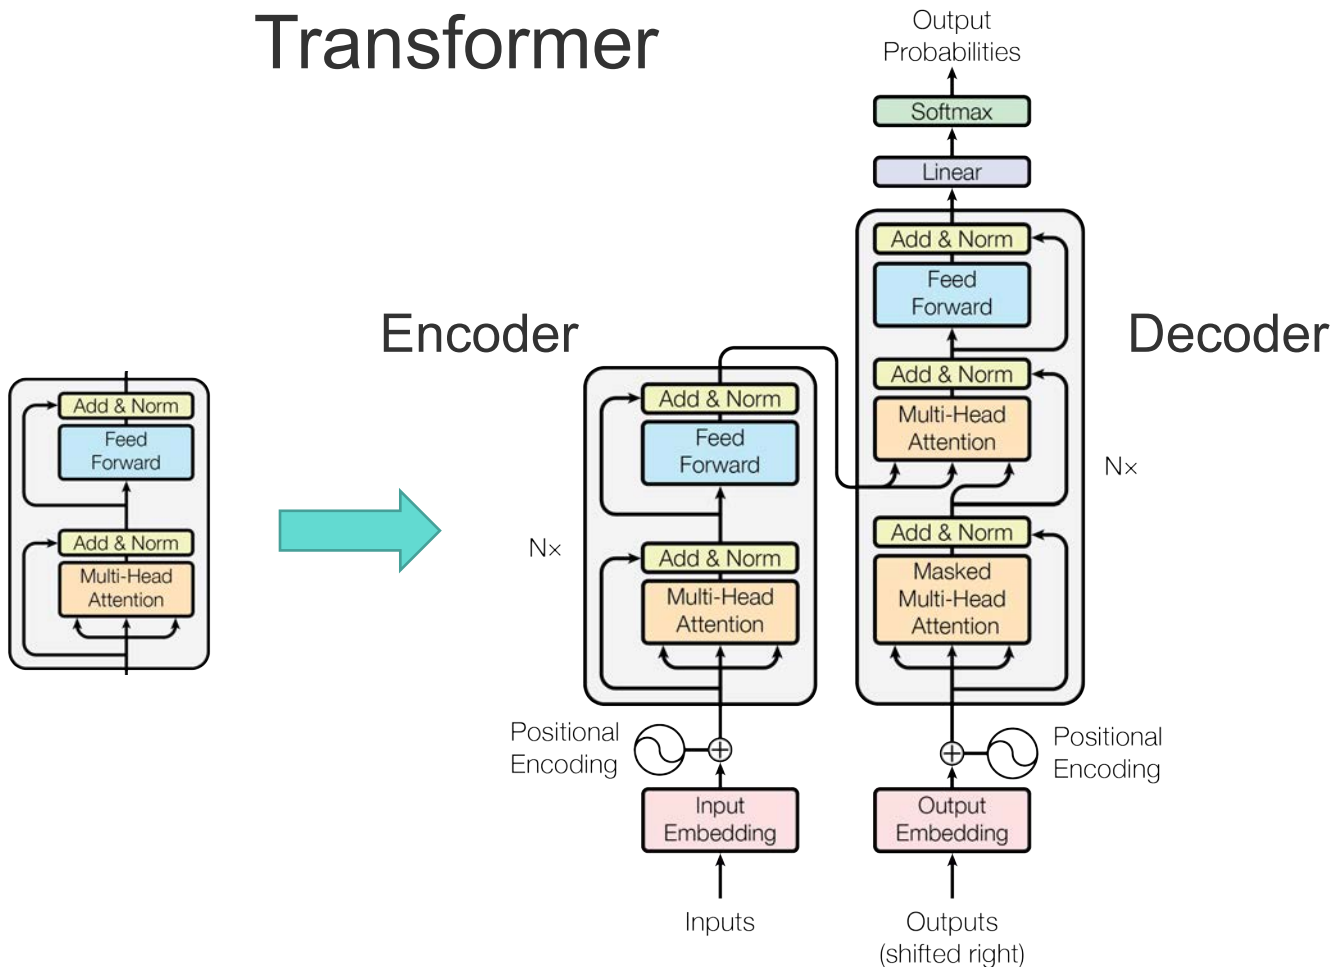 Transformer
Output
Probabilities
Softmax
Linear
Add & Norm
Feed
Forward
Add & Norm
Multi-Head
Attention
Add & Norm
Masked
Multi-Head
Attention
Nx
Decoder
Positional
Encoding
Output
Embedding
Outputs
(shifted right)
Encoder
Add & Norm
Feed
Forward
Add & Norm
Multi-Head
Attention
Nx
Positional
Encoding
Input
Embedding
Inputs
Add & Norm
Feed
Forward
Add & Norm
Multi-Head
Attention